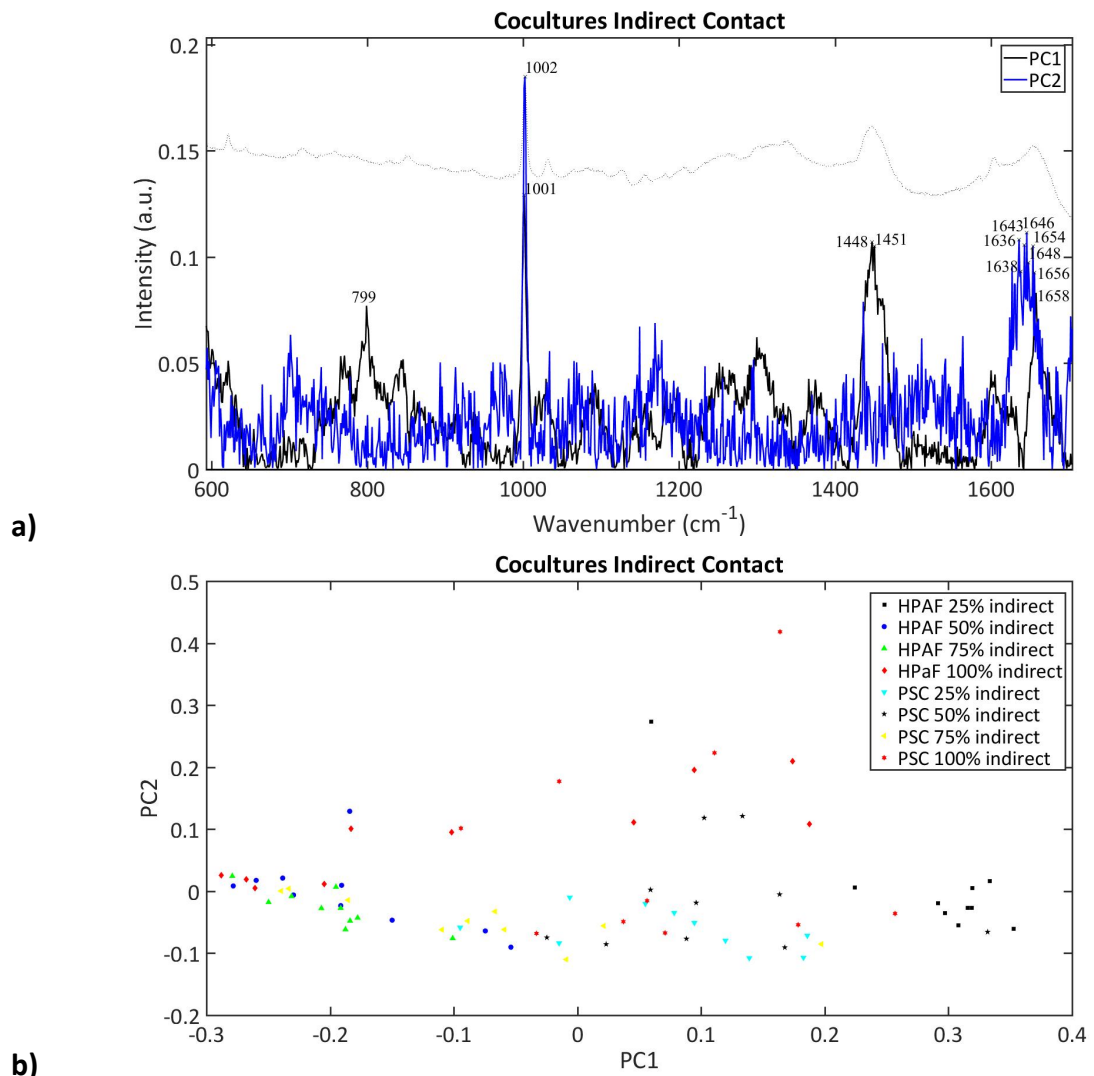 Cocultures Indirect Contact
0.2
0.15
0.1
0.05
0
Intensity (a.u.)
1002
1001
799
1448
1451
1643
1646
1636
1654
1648
1638
1656
1658
PC1
PC2
600
800
1000
1200
1400
1600
Wavenumber (cm-1)
a)
Cocultures Indirect Contact
0.5
0.4
0.3
0.2
0.1
0
-0.1
-0.2
PC2
HPAF 25% indirect
HPAF 50% indirect
HPAF 75% indirect
HPaF 100% indirect
PSC 25% indirect
PSC 50% indirect
PSC 75% indirect
PSC 100% indirect
-0.3
-0.2
-0.1
0
0.1
0.2
0.3
0.4
PC1
b)